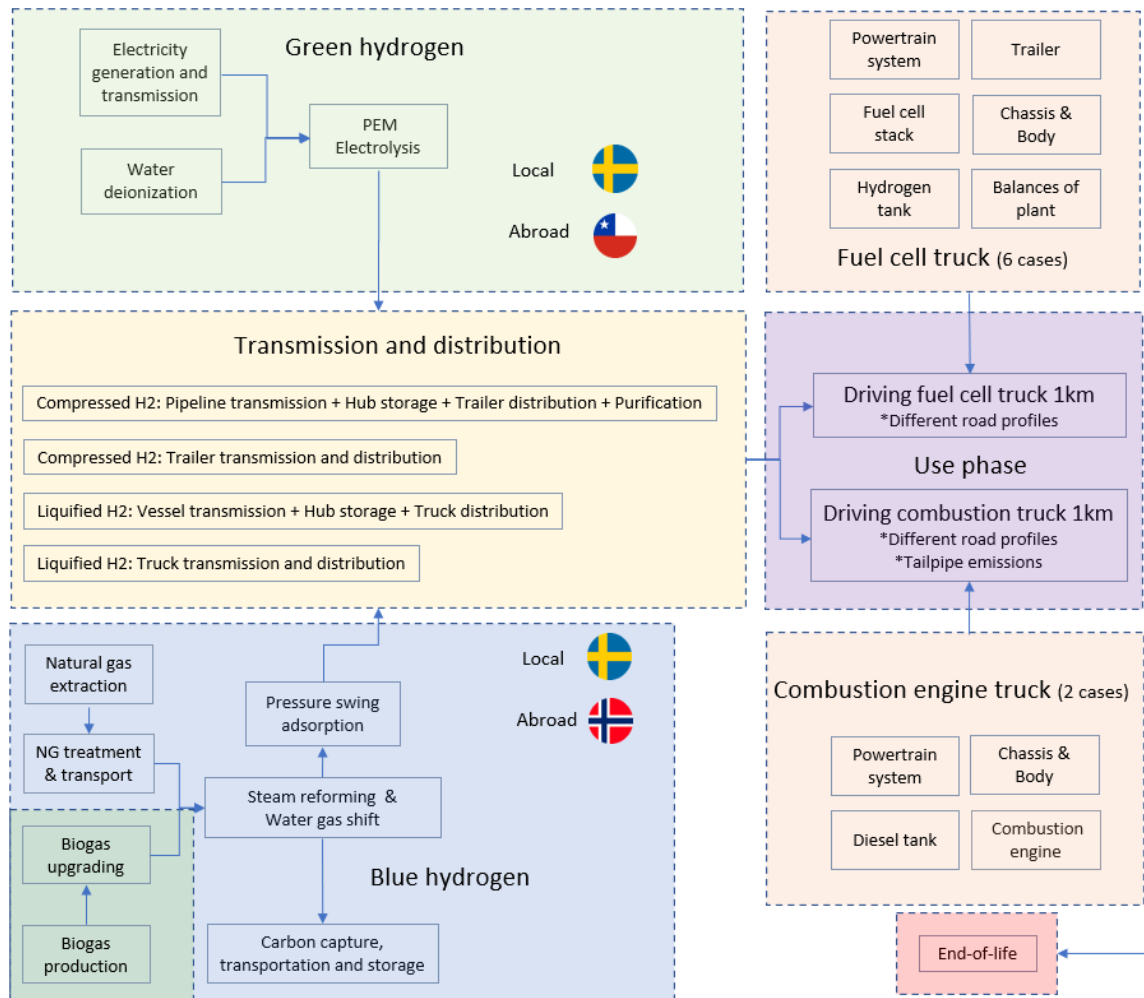 Green hydrogen
Electricity
generation and
transmission
Water
deionization
PEM
Electrolysis
Local
Abroad
Powertrain
system
Trailer
Fuel cell
stack
Chassis &
Body
Hydrogen
tank
Balances of
plant
Fuel cell truck (6 cases)
Transmission and distribution
Compressed H2: Pipeline transmission + Hub storage + Trailer distribution + Purification
Compressed H2: Trailer transmission and distribution
Liquified H2: Vessel transmission + Hub storage + Truck distribution
Liquified H2: Truck transmission and distribution
Driving fuel cell truck 1km
*Different road profiles
Use phase
Driving combustion truck 1km
*Different road profiles
*Tailpipe emissions
Natural gas
extraction
NG treatment
& transport
Biogas
upgrading
Biogas
production
Pressure swing
adsorption
Steam reforming &
Water gas shift
Carbon capture,
transportation and storage
Local
Abroad
Blue hydrogen
Combustion engine truck (2 cases)
Powertrain
system
Chassis &
Body
Diesel tank
Combustion
engine
End-of-life